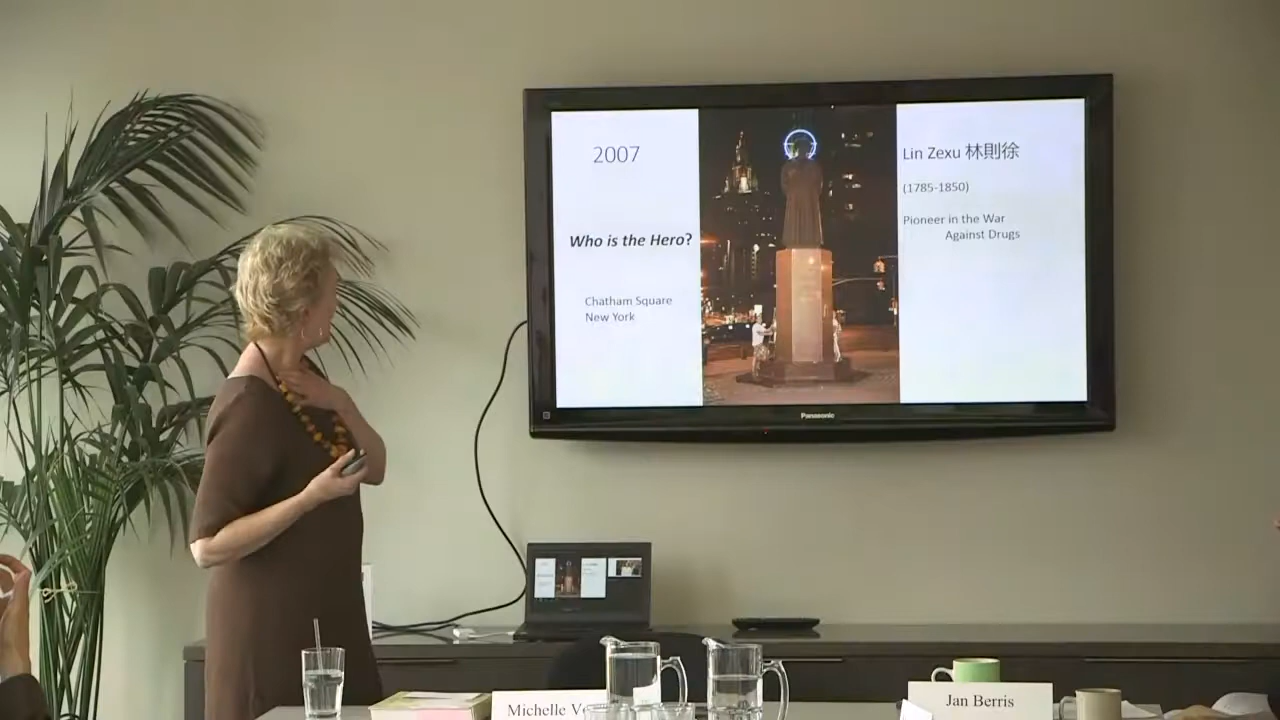 2007
Who is the Hero?
Chatham Square
New York
Lin Zexu 林則徐
(1785-1850)
Pioneer in the War
Against Drugs
Panasonic
Michelle
Jan Berris